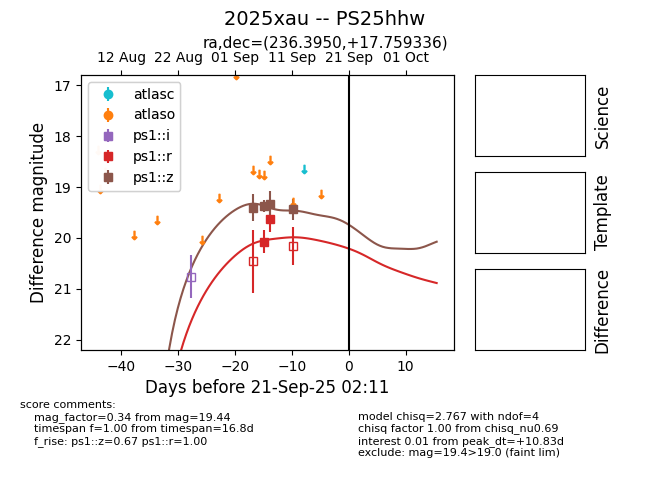 2025xau -- PS25hhw
ra,dec=(236.3950,+17.759336)
12 Aug 22 Aug 01 Sep 11 Sep 21 Sep 01 Oct
17
18
19
20
21
22
Difference magnitude
atlasc
atlaso
ps1::i
ps1::r
ps1::z
−40 −30 −20 −10 0 10
Days before 21-Sep-25 02:11
Science
Template
Difference
score comments:
mag_factor=0.34 from mag=19.44
timespan f=1.00 from timespan=16.8d
f_rise: ps1::z=0.67 ps1::r=1.00
model chisq=2.767 with ndof=4
chisq factor 1.00 from chisq_nu0.69
interest 0.01 from peak_dt=+10.83d
exclude: mag=19.4>19.0 (faint lim)